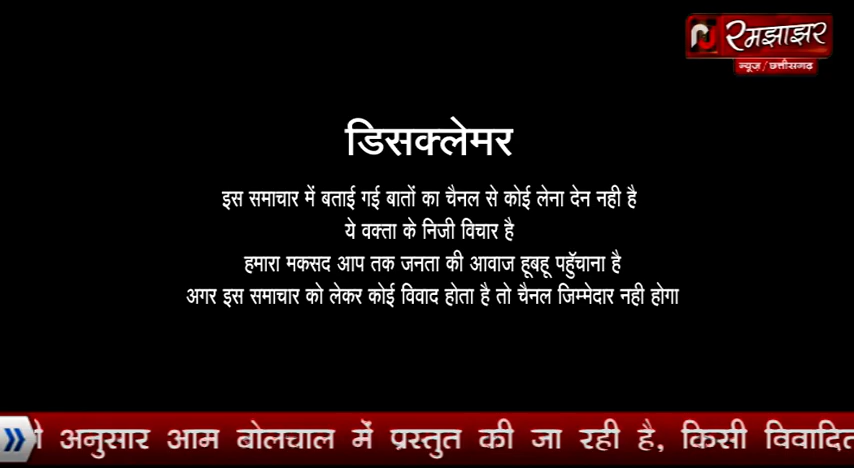 रमझाझर
न्यूज़/छत्तीसगढ़
डिसक्लेमर
इस समाचार में बताई गई बातों का चैनल से कोई लेना देन नही है
ये वक्ता के निजी विचार है
हमारा मकसद आप तक जनता की आवाज हूबहू पहुँचाना है
अगर इस समाचार को लेकर कोई विवाद होता है तो चैनल जिम्मेदार नही होगा
अनुसार आम बोलचाल में प्रस्तुत की जा रही है, किसी विवादित